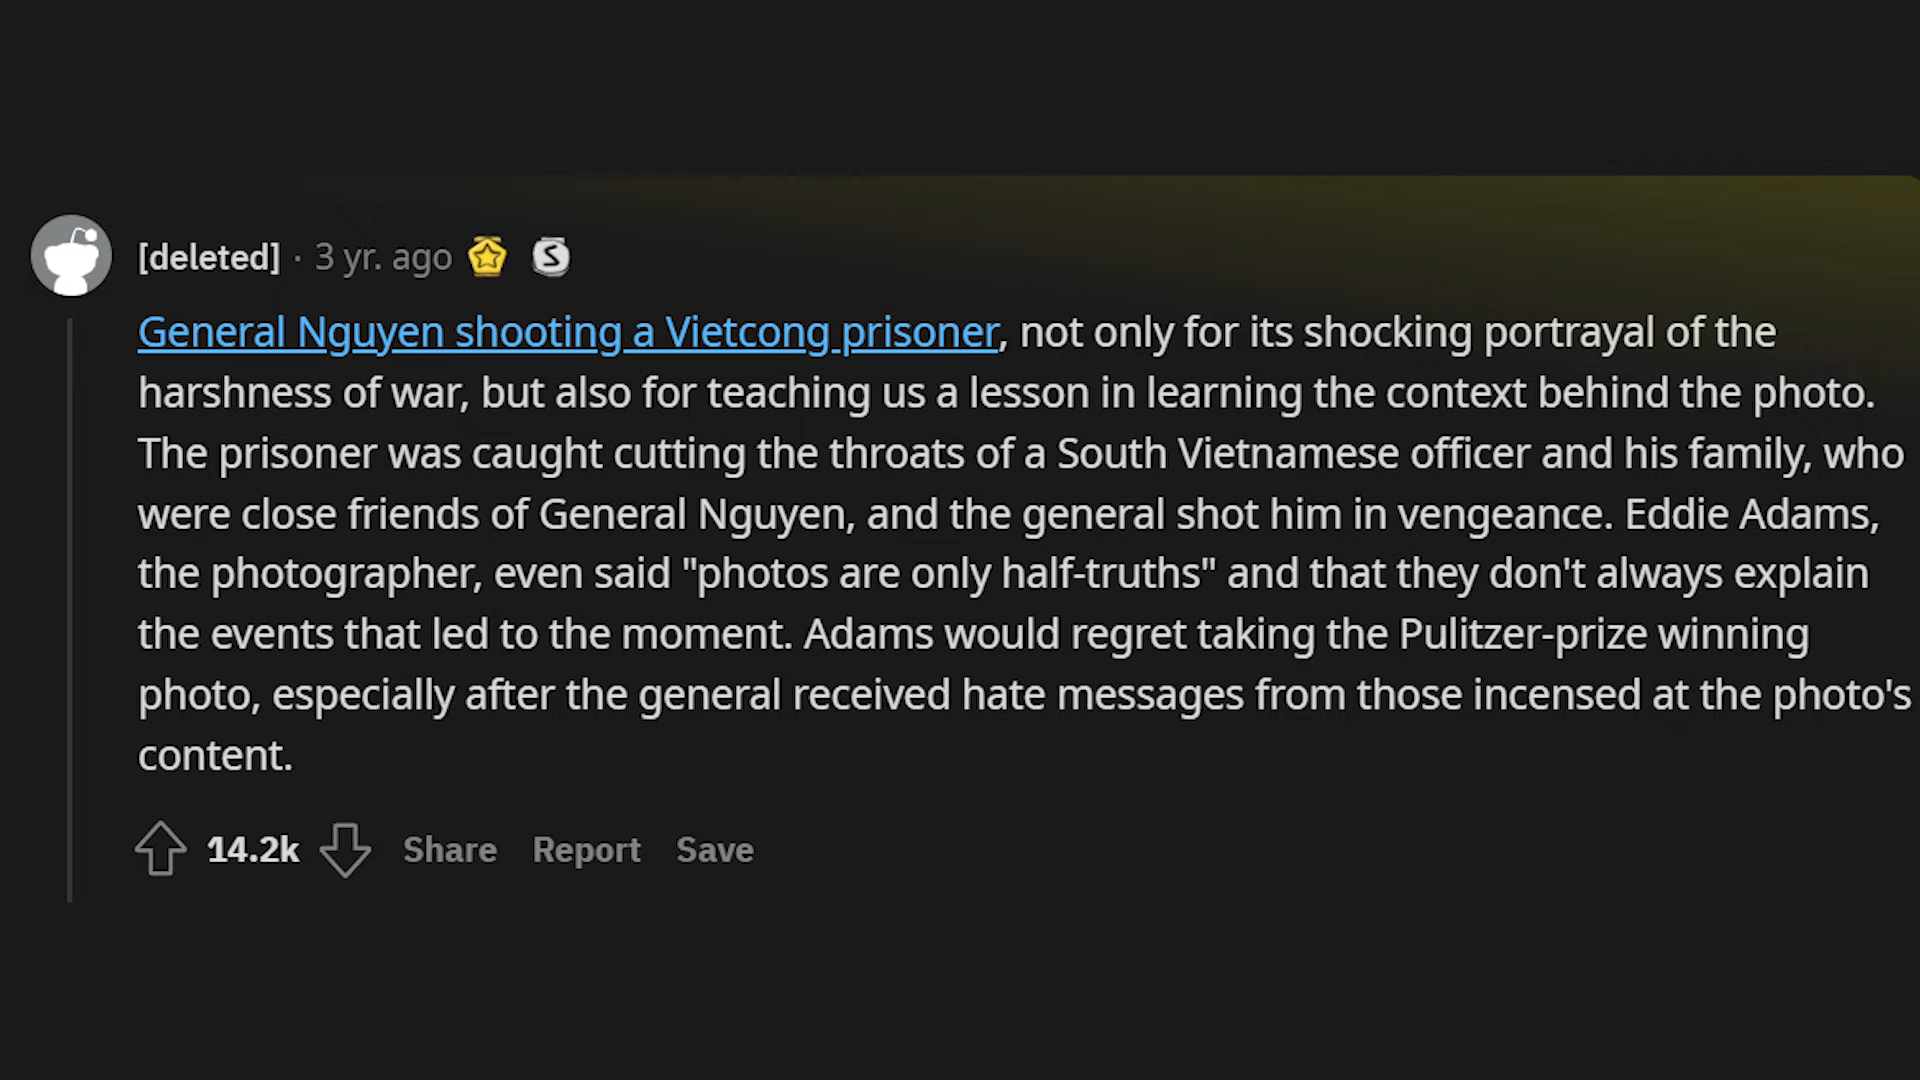 [deleted] · 3 yr. ago
General Nguyen shooting a Vietcong prisoner, not only for its shocking portrayal of the
harshness of war, but also for teaching us a lesson in learning the context behind the photo.
The prisoner was caught cutting the throats of a South Vietnamese officer and his family, who
were close friends of General Nguyen, and the general shot him in vengeance. Eddie Adams,
the photographer, even said "photos are only half-truths" and that they don't always explain
the events that led to the moment. Adams would regret taking the Pulitzer-prize winning
photo, especially after the general received hate messages from those incensed at the photo's
content.
14.2k Share Report Save